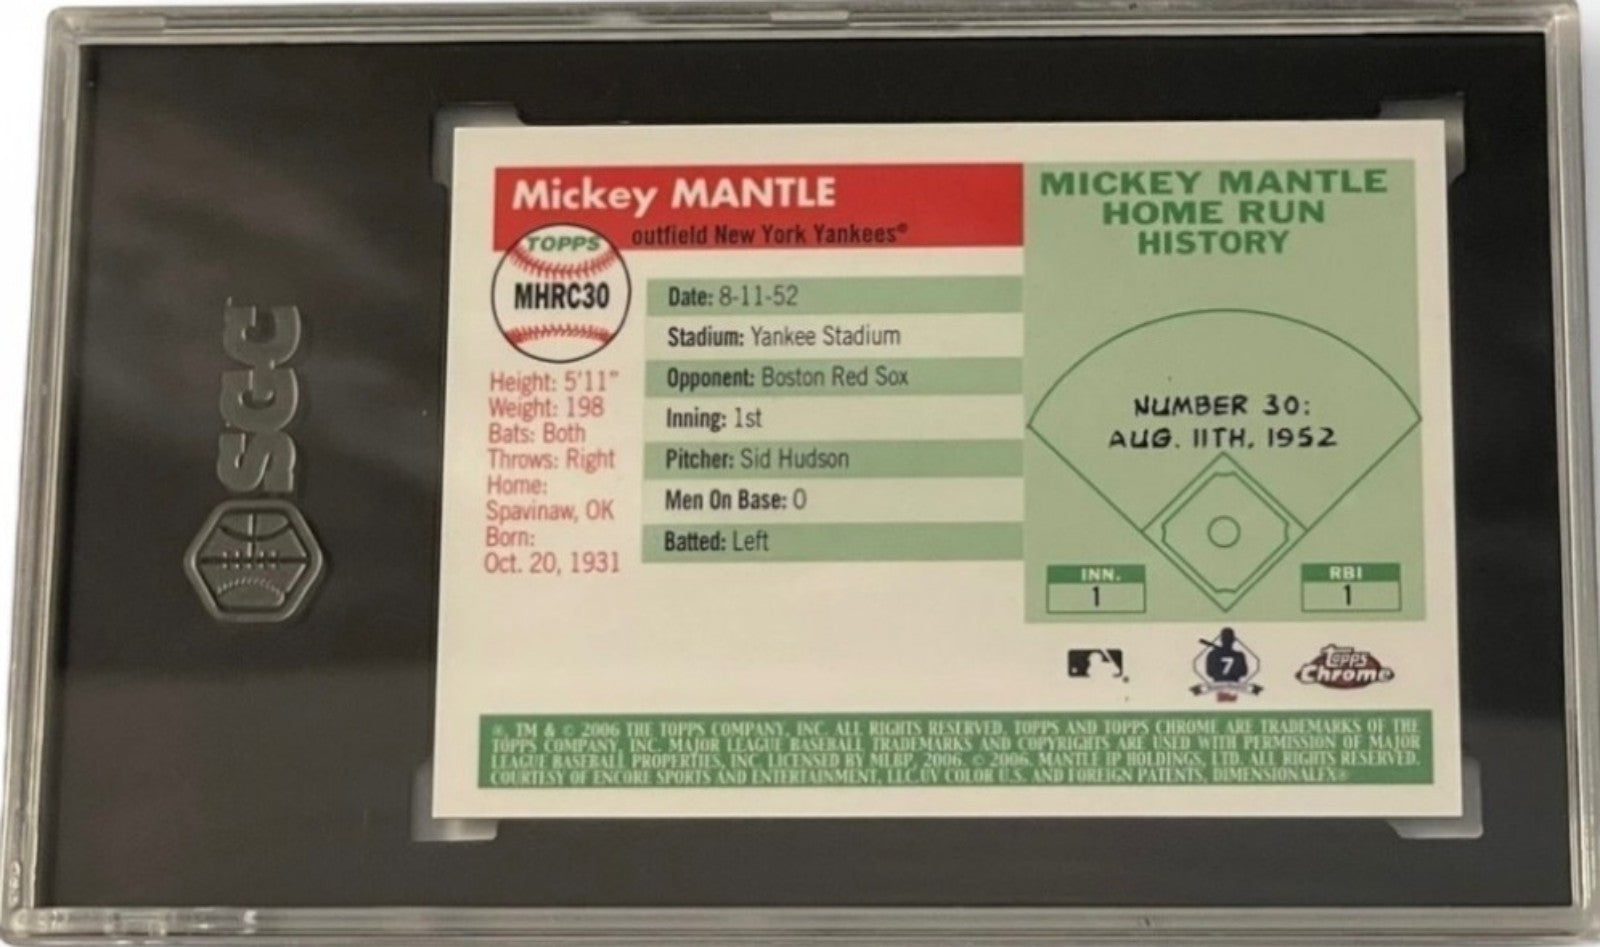 SGC
Mickey MANTLE
outfield New York Yankees®
TOPPS
MHRC30
Height: 5'11"
Weight: 198
Bats: Both
Throws: Right
Home:
Spavinaw, OK
Born:
Oct. 20, 1931
Date: 8-11-52
Stadium: Yankee Stadium
Opponent: Boston Red Sox
Inning: 1st
Pitcher: Sid Hudson
Men On Base: 0
Batted: Left
MICKEY MANTLE
HOME RUN
HISTORY
NUMBER 30:
AUG. 11TH, 1952
INN.
1
RBI
1
7
Topps
Chrome
®, TM & © 2006 THE TOPPS COMPANY, INC. ALL RIGHTS RESERVED. TOPPS AND TOPPS CHROME ARE TRADEMARKS OF THE
TOPPS COMPANY, INC. MAJOR LEAGUE BASEBALL TRADEMARKS AND COPYRIGHTS ARE USED WITH PERMISSION OF MAJOR
LEAGUE BASEBALL PROPERTIES, INC. LICENSED BY MLBP, 2006. © 2006. MANTLE IP HOLDINGS, LTD. ALL RIGHTS RESERVED.
COURTESY OF ENCORE SPORTS AND ENTERTAINMENT, LLC.UV COLOR U.S. AND FOREIGN PATENTS, DIMENSIONALFX®